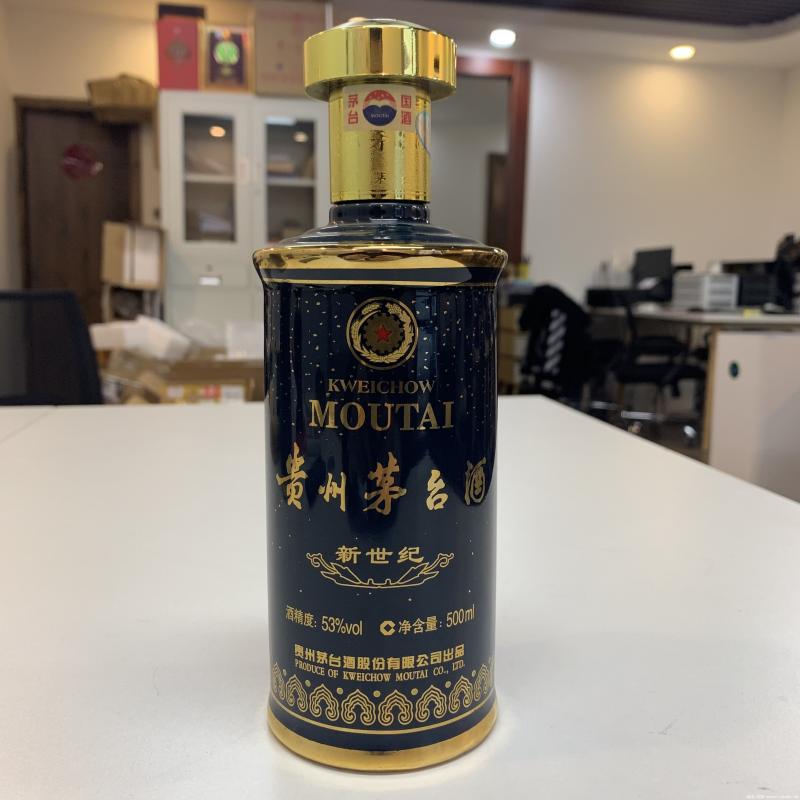 茅台
国酒
MOUTAI
茅
KWEICHOW
MOUTAI
贵州茅台酒
新世纪
酒精度: 53%vol 净含量: 500ml
贵州茅台酒股份有限公司出品
PRODUCE OF KWEICHOW MOUTAI CO., LTD.